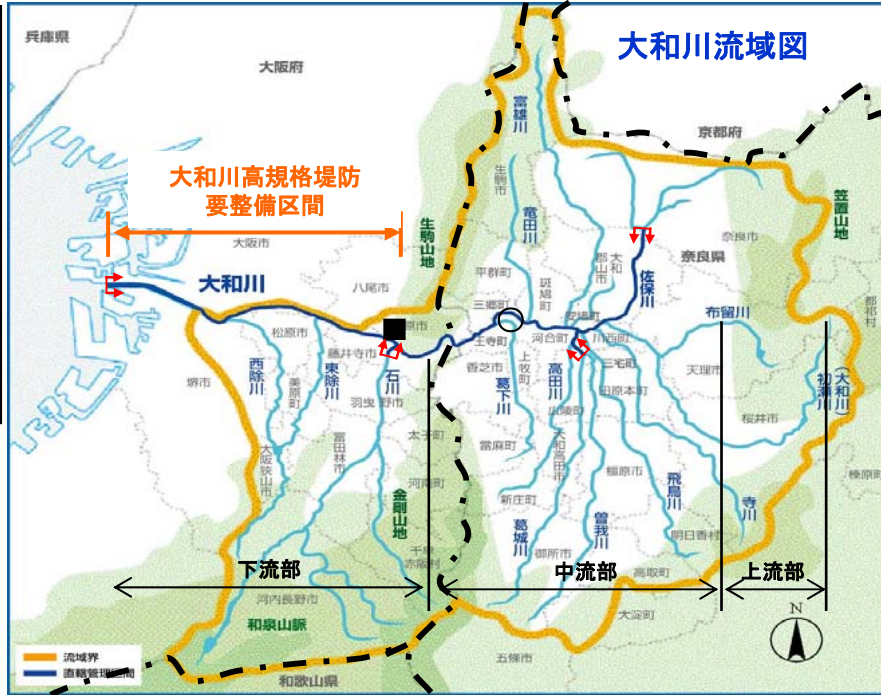 兵庫県
大阪府
大和川流域図
京都府
富雄川
生駒市
大和川高規格堤防
要整備区間
生駒山地
竜田川
笠置山地
大阪市
平群町
斑鳩町
大和
郡山市
佐保川
奈良県
奈良市
大和川
八尾市
三郷町
安堵町
布留川
都祁村
松原市
原市
王寺町
河合町
川西町
藤井寺市
三宅町
香芝市
上牧町
田原本町
天理市
堺市
西除川
美原町
東除川
石川
羽曳野市
葛下川
高田川
広陵町
初瀬川
(大和川)
太子町
桜井市
當麻町
大和高田市
富田林市
大阪狭山市
橿原市
榛原町
河南町
新庄町
飛鳥川
金剛山地
葛城川
曽我川
寺川
明日香村
千早
赤阪村
御所市
高取町
下流部
中流部
上流部
河内長野市
大淀町
和泉山脈
五條市
N
流域界
直轄管理区間
和歌山県